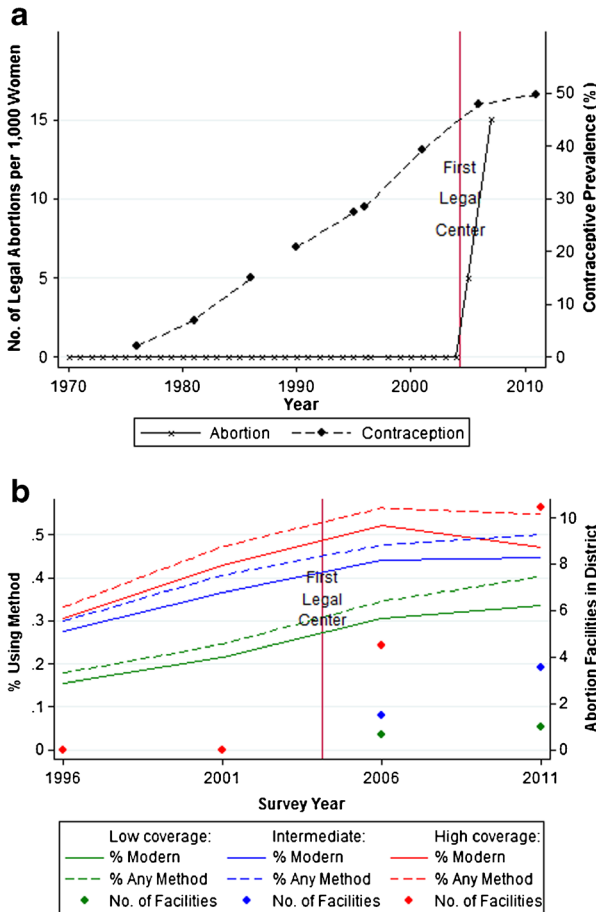 a
No. of Legal Abortions per 1,000 Women
15
10
5
0
50
40
30
20
10
0
Contraceptive Prevalence (%)
First
Legal
Center
1970 1980 1990 2000 2010
Year
Abortion Contraception
b
% Using Method
.5
.4
.3
.2
.1
0
10
8
6
4
2
0
Abortion Facilities in District
First
Legal
Center
1996 2001 2006 2011
Survey Year
Low coverage: Intermediate: High coverage:
% Modern % Modern % Modern
% Any Method % Any Method % Any Method
No. of Facilities No. of Facilities No. of Facilities